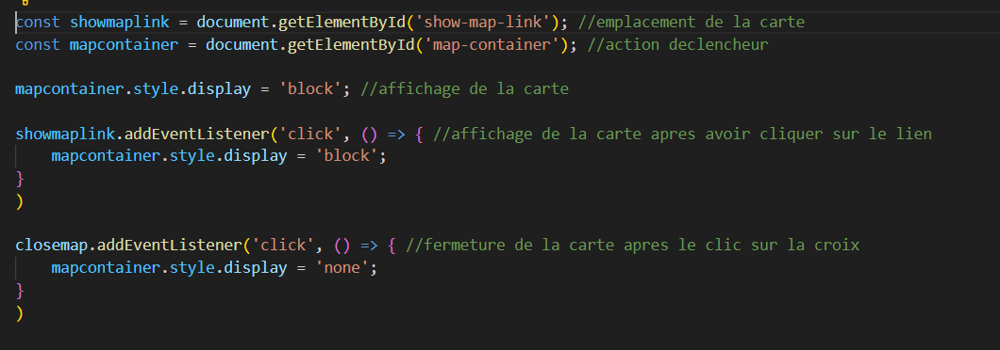 const showmaplink = document.getElementById('show-map-link'); //emplacement de la carte
const mapcontainer = document.getElementById('map-container'); //action declencheur
mapcontainer.style.display = 'block'; //affichage de la carte
showmaplink.addEventListener('click', () => { //affichage de la carte apres avoir cliquer sur le lien
    mapcontainer.style.display = 'block';
}
)
closemap.addEventListener('click', () => { //fermeture de la carte apres le clic sur la croix
    mapcontainer.style.display = 'none';
}
)